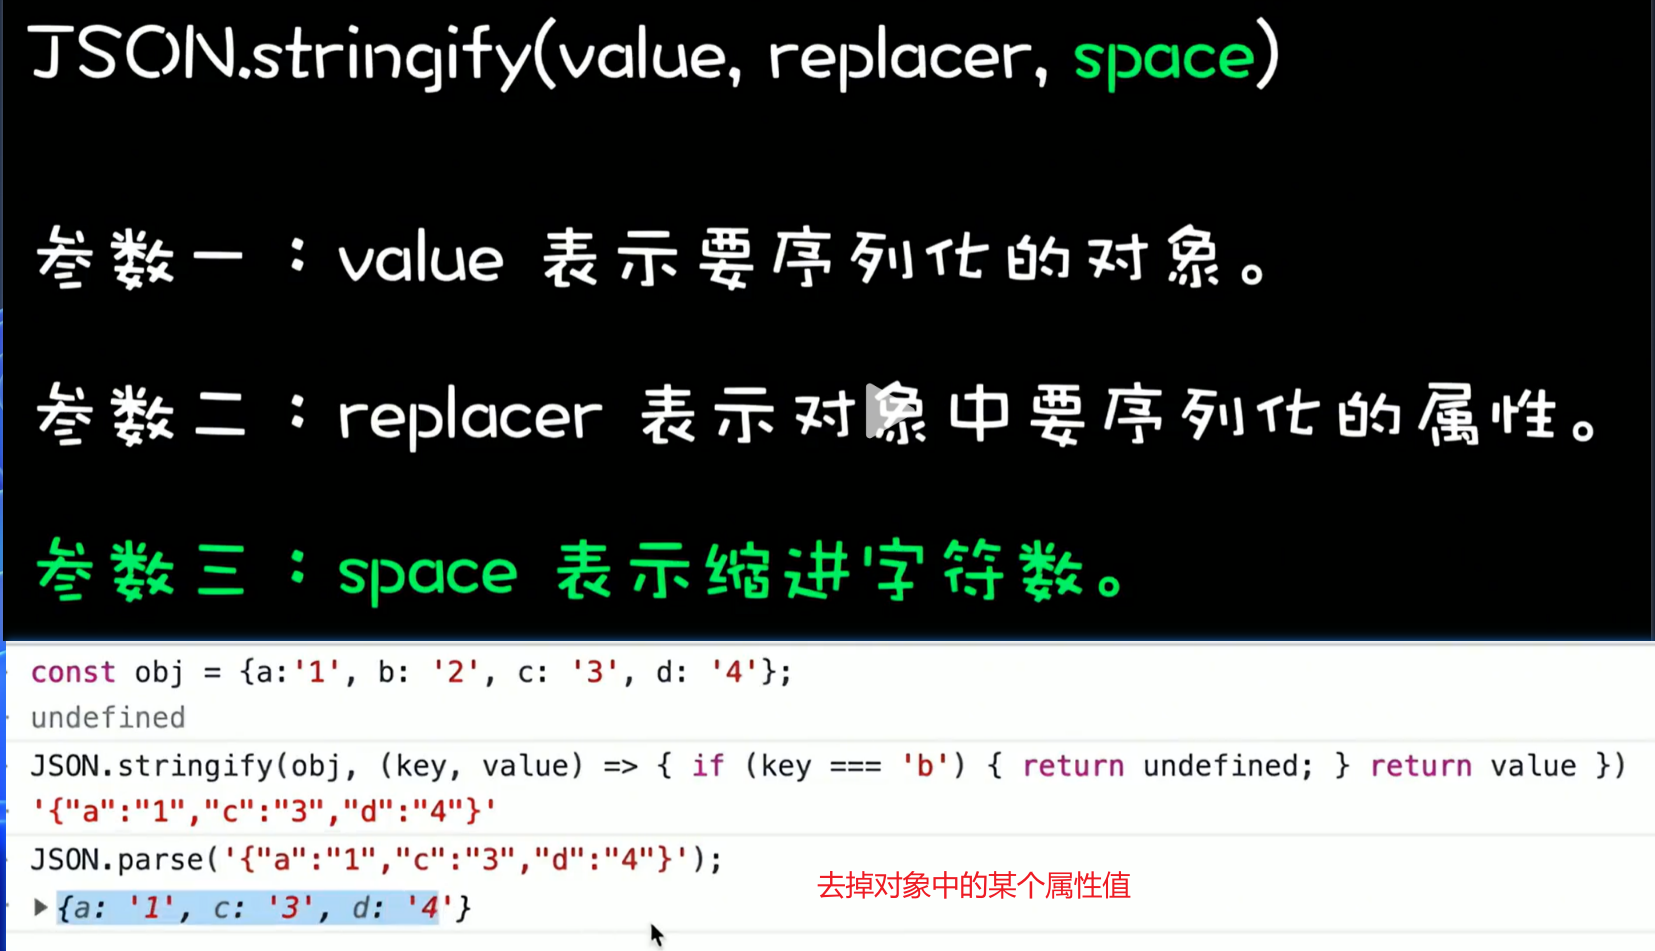 JSON.stringify(value, replacer, space)
参数一：value 表示要序列化的对象。
参数二：replacer 表示对象中要序列化的属性。
参数三：space 表示缩进字符数。
const obj = {a:'1', b: '2', c: '3', d: '4'};
undefined
JSON.stringify(obj, (key, value) => { if (key === 'b') { return undefined; } return value })
'{"a":"1","c":"3","d":"4"}'
JSON.parse('{"a":"1","c":"3","d":"4"}');
去掉对象中的某个属性值
{a: '1', c: '3', d: '4'}